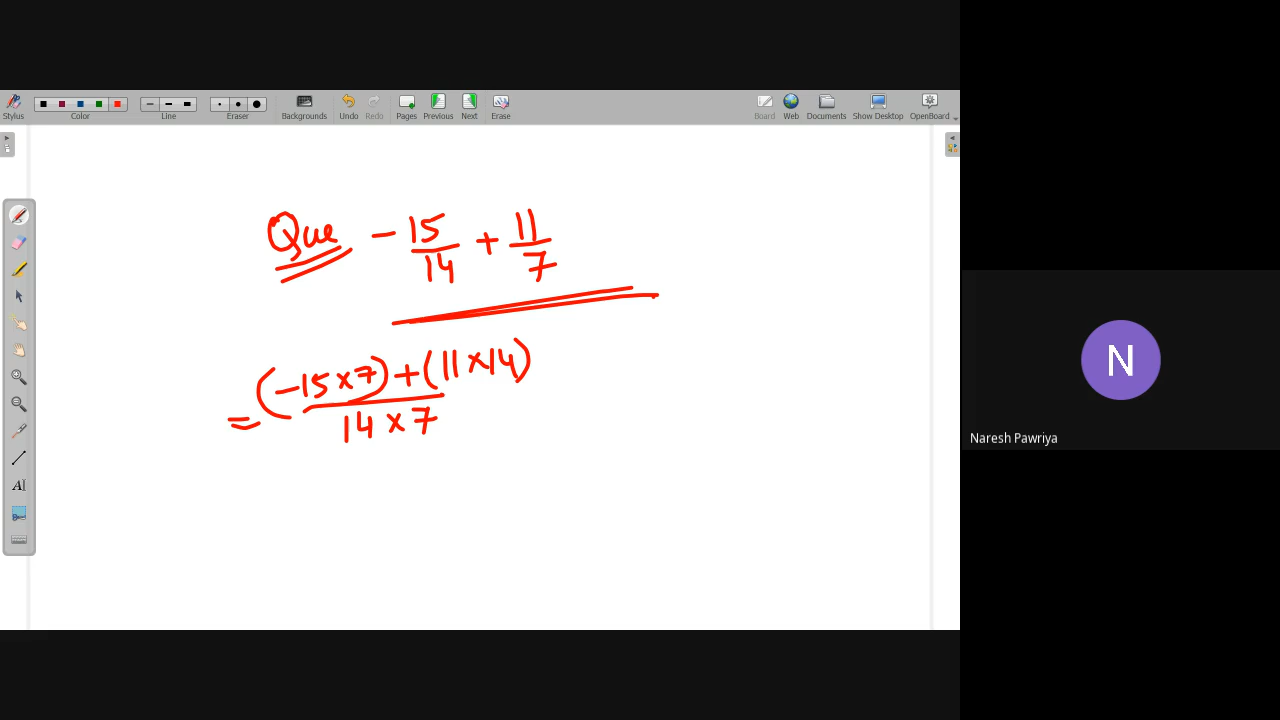 Stylus Color Line Eraser Backgrounds Undo Redo Pages Previous Next Erase Board Web Documents Show Desktop OpenBoard
Que - 15/14 + 11/7
= (-15×7) + (11×14) / 14 × 7
N
Naresh Pawriya